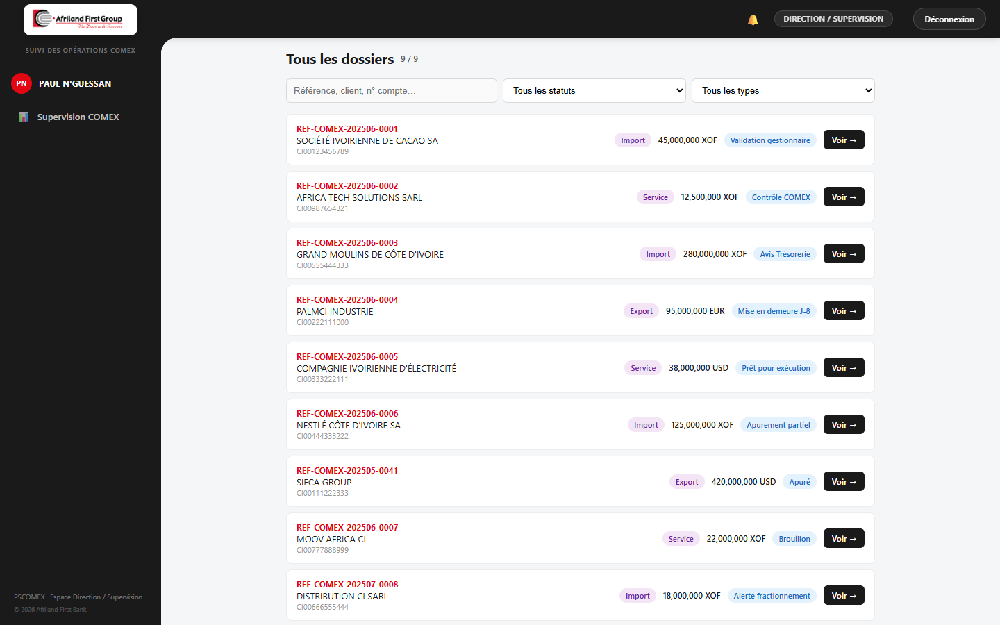 Afriland First Group
The Pact with Success
SUIVI DES OPÉRATIONS COMEX
PN PAUL N'GUESSAN
Supervision COMEX
PSCOMEX · Espace Direction / Supervision
© 2026 Afriland First Bank
DIRECTION / SUPERVISION
Déconnexion
Tous les dossiers 9 / 9
Référence, client, n° compte...
Tous les statuts
Tous les types
REF-COMEX-202506-0001
SOCIÉTÉ IVOIRIENNE DE CACAO SA
CI00123456789
Import 45,000,000 XOF Validation gestionnaire Voir →
REF-COMEX-202506-0002
AFRICA TECH SOLUTIONS SARL
CI00987654321
Service 12,500,000 XOF Contrôle COMEX Voir →
REF-COMEX-202506-0003
GRAND MOULINS DE CÔTE D'IVOIRE
CI00555444333
Import 280,000,000 XOF Avis Trésorerie Voir →
REF-COMEX-202506-0004
PALMCI INDUSTRIE
CI00222111000
Export 95,000,000 EUR Mise en demeure J-8 Voir →
REF-COMEX-202506-0005
COMPAGNIE IVOIRIENNE D'ÉLECTRICITÉ
CI00333222111
Service 38,000,000 USD Prêt pour exécution Voir →
REF-COMEX-202506-0006
NESTLÉ CÔTE D'IVOIRE SA
CI00444333222
Import 125,000,000 XOF Apurement partiel Voir →
REF-COMEX-202505-0041
SIFCA GROUP
CI00111222333
Export 420,000,000 USD Apuré Voir →
REF-COMEX-202506-0007
MOOV AFRICA CI
CI00777888999
Service 22,000,000 XOF Brouillon Voir →
REF-COMEX-202507-0008
DISTRIBUTION CI SARL
CI00666555444
Import 18,000,000 XOF Alerte fractionnement Voir →